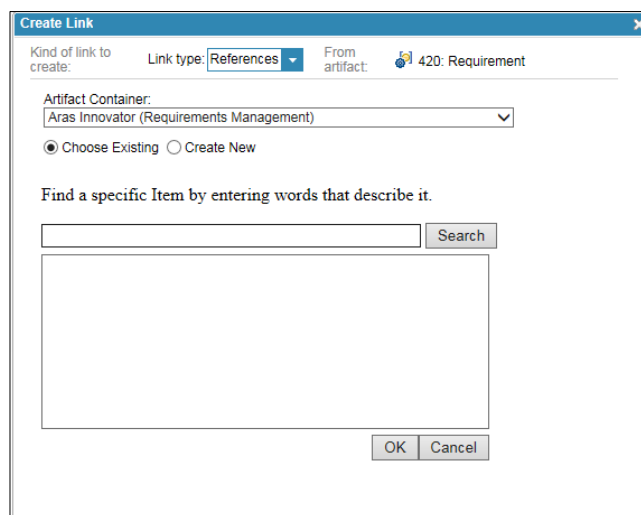 Create Link
Kind of link to create: Link type: References From artifact: 420: Requirement
Artifact Container:
Aras Innovator (Requirements Management)
Choose Existing Create New
Find a specific Item by entering words that describe it.
Search
OK Cancel